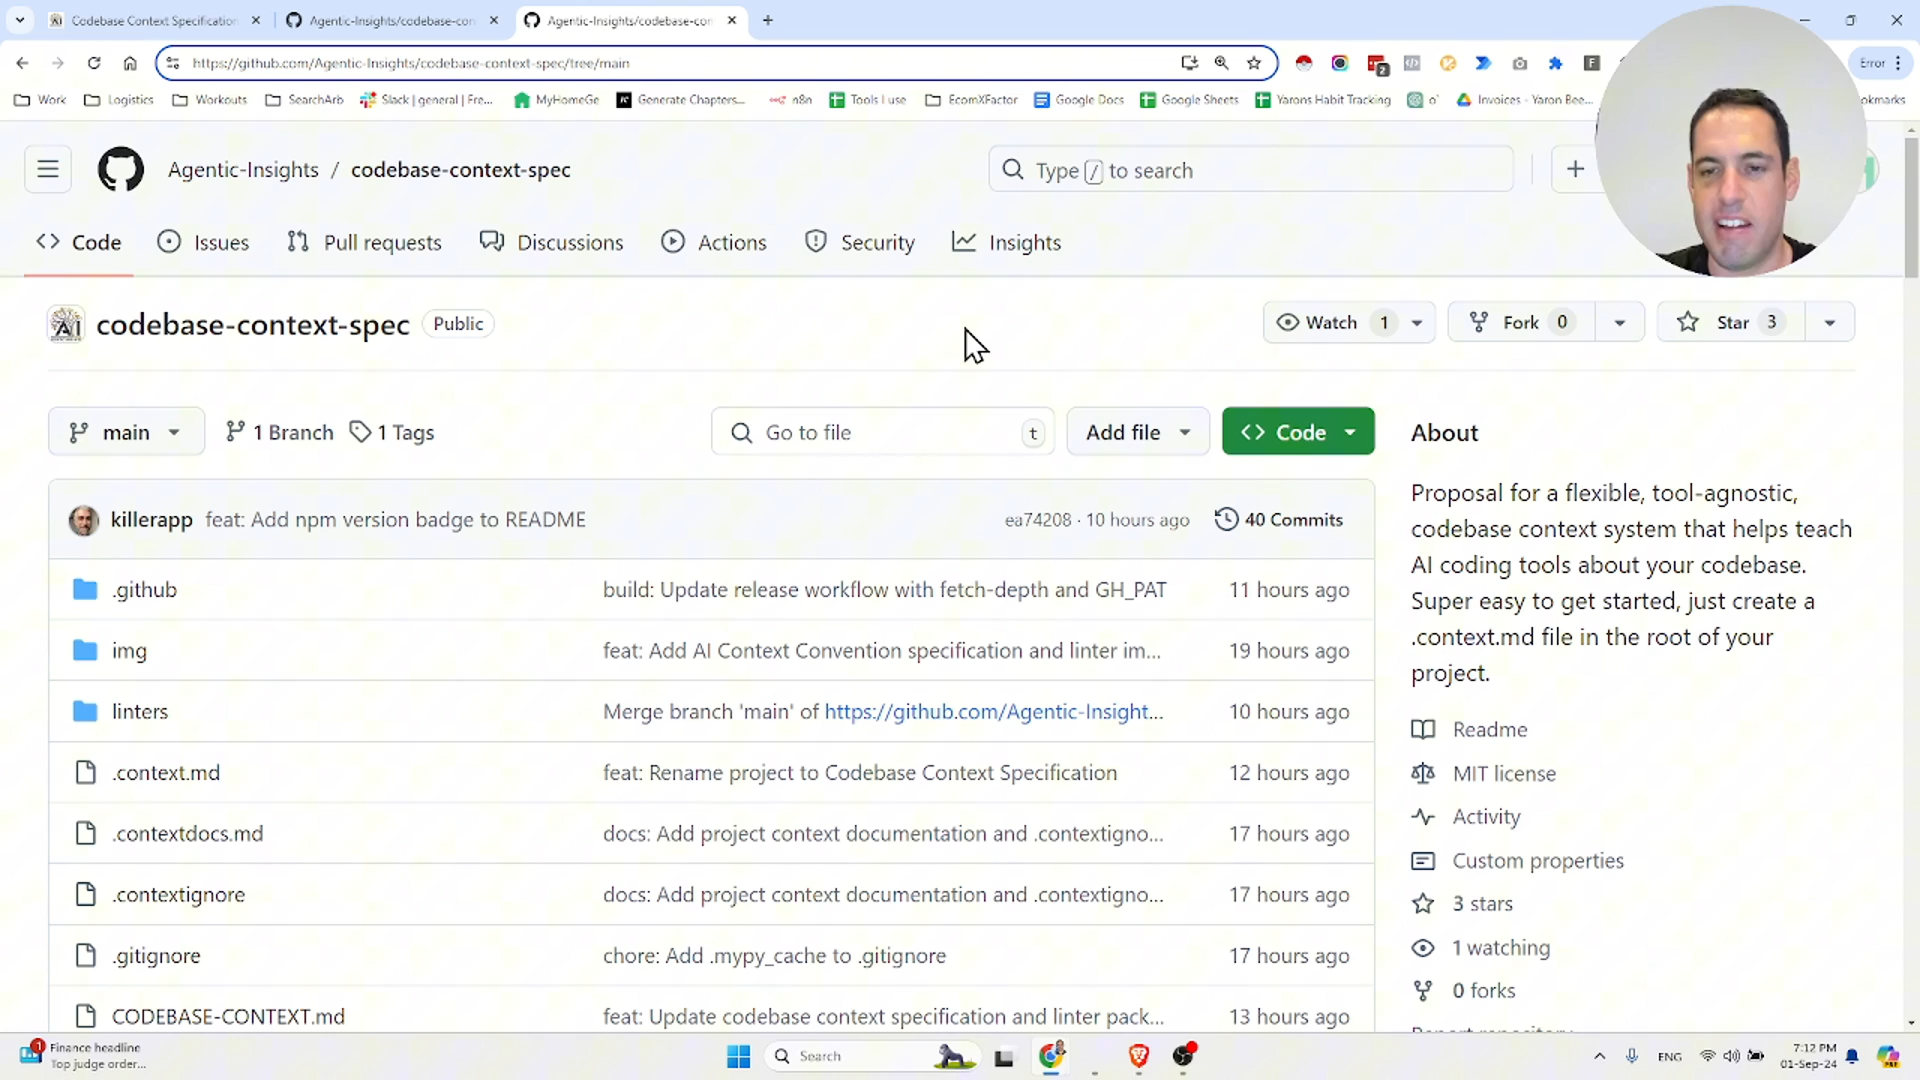 Codebase Context Specification
Agentic-Insights/codebase-con
Agentic-Insights/codebase-con
https://github.com/Agentic-Insights/codebase-context-spec/tree/main
Error
Work
Logistics
Workouts
SearchArb
Slack | general | Fre...
MyHomeGe
Generate Chapters...
n8n
Tools I use
EcomXFactor
Google Docs
Google Sheets
Yarons Habit Tracking
o'
Invoices - Yaron Bee...
okmarks
Agentic-Insights / codebase-context-spec
Type / to search
Code
Issues
Pull requests
Discussions
Actions
Security
Insights
AI
codebase-context-spec
Public
Watch 1
Fork 0
Star 3
main
1 Branch
1 Tags
Go to file
t
Add file
Code
killerapp feat: Add npm version badge to README
ea74208 · 10 hours ago
40 Commits
.github
build: Update release workflow with fetch-depth and GH_PAT
11 hours ago
img
feat: Add AI Context Convention specification and linter im...
19 hours ago
linters
Merge branch 'main' of https://github.com/Agentic-Insight...
10 hours ago
.context.md
feat: Rename project to Codebase Context Specification
12 hours ago
.contextdocs.md
docs: Add project context documentation and .contextigno...
17 hours ago
.contextignore
docs: Add project context documentation and .contextigno...
17 hours ago
.gitignore
chore: Add .mypy_cache to .gitignore
17 hours ago
CODEBASE-CONTEXT.md
feat: Update codebase context specification and linter pack...
13 hours ago
About
Proposal for a flexible, tool-agnostic,
codebase context system that helps teach
AI coding tools about your codebase.
Super easy to get started, just create a
.context.md file in the root of your
project.
Readme
MIT license
Activity
Custom properties
3 stars
1 watching
0 forks
Report repository
1
Finance headline
Top judge order...
Search
ENG
7:12 PM
01-Sep-24